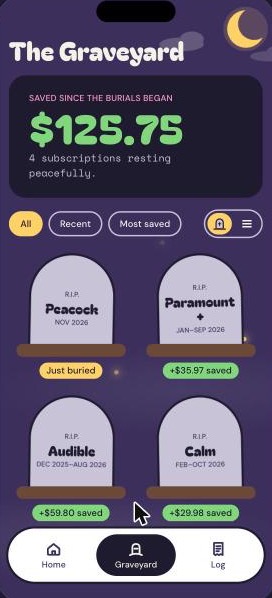 The Graveyard
SAVED SINCE THE BURIALS BEGAN
$125.75
4 subscriptions resting
peacefully.
All
Recent
Most saved
R.I.P.
Peacock
NOV 2026
Just buried
R.I.P.
Paramount
+
JAN–SEP 2026
+$35.97 saved
R.I.P.
Audible
DEC 2025–AUG 2026
+$59.80 saved
R.I.P.
Calm
FEB–OCT 2026
+$29.98 saved
Home
Graveyard
Log